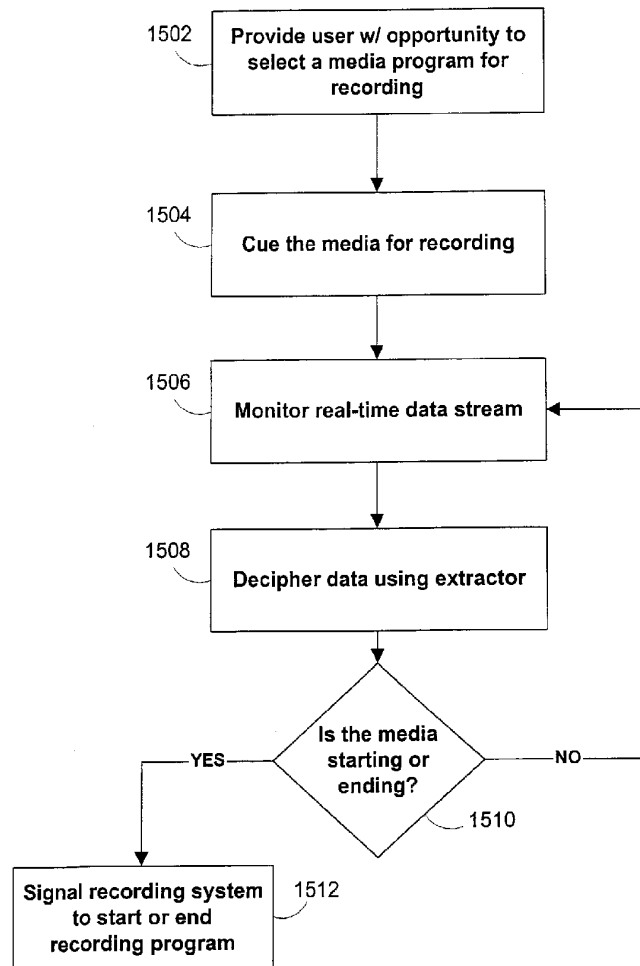 1502
Provide user w/ opportunity to
select a media program for
recording
1504
Cue the media for recording
1506
Monitor real-time data stream
1508
Decipher data using extractor
Is the media
starting or
ending?
YES
NO
1510
Signal recording system
to start or end
recording program
1512